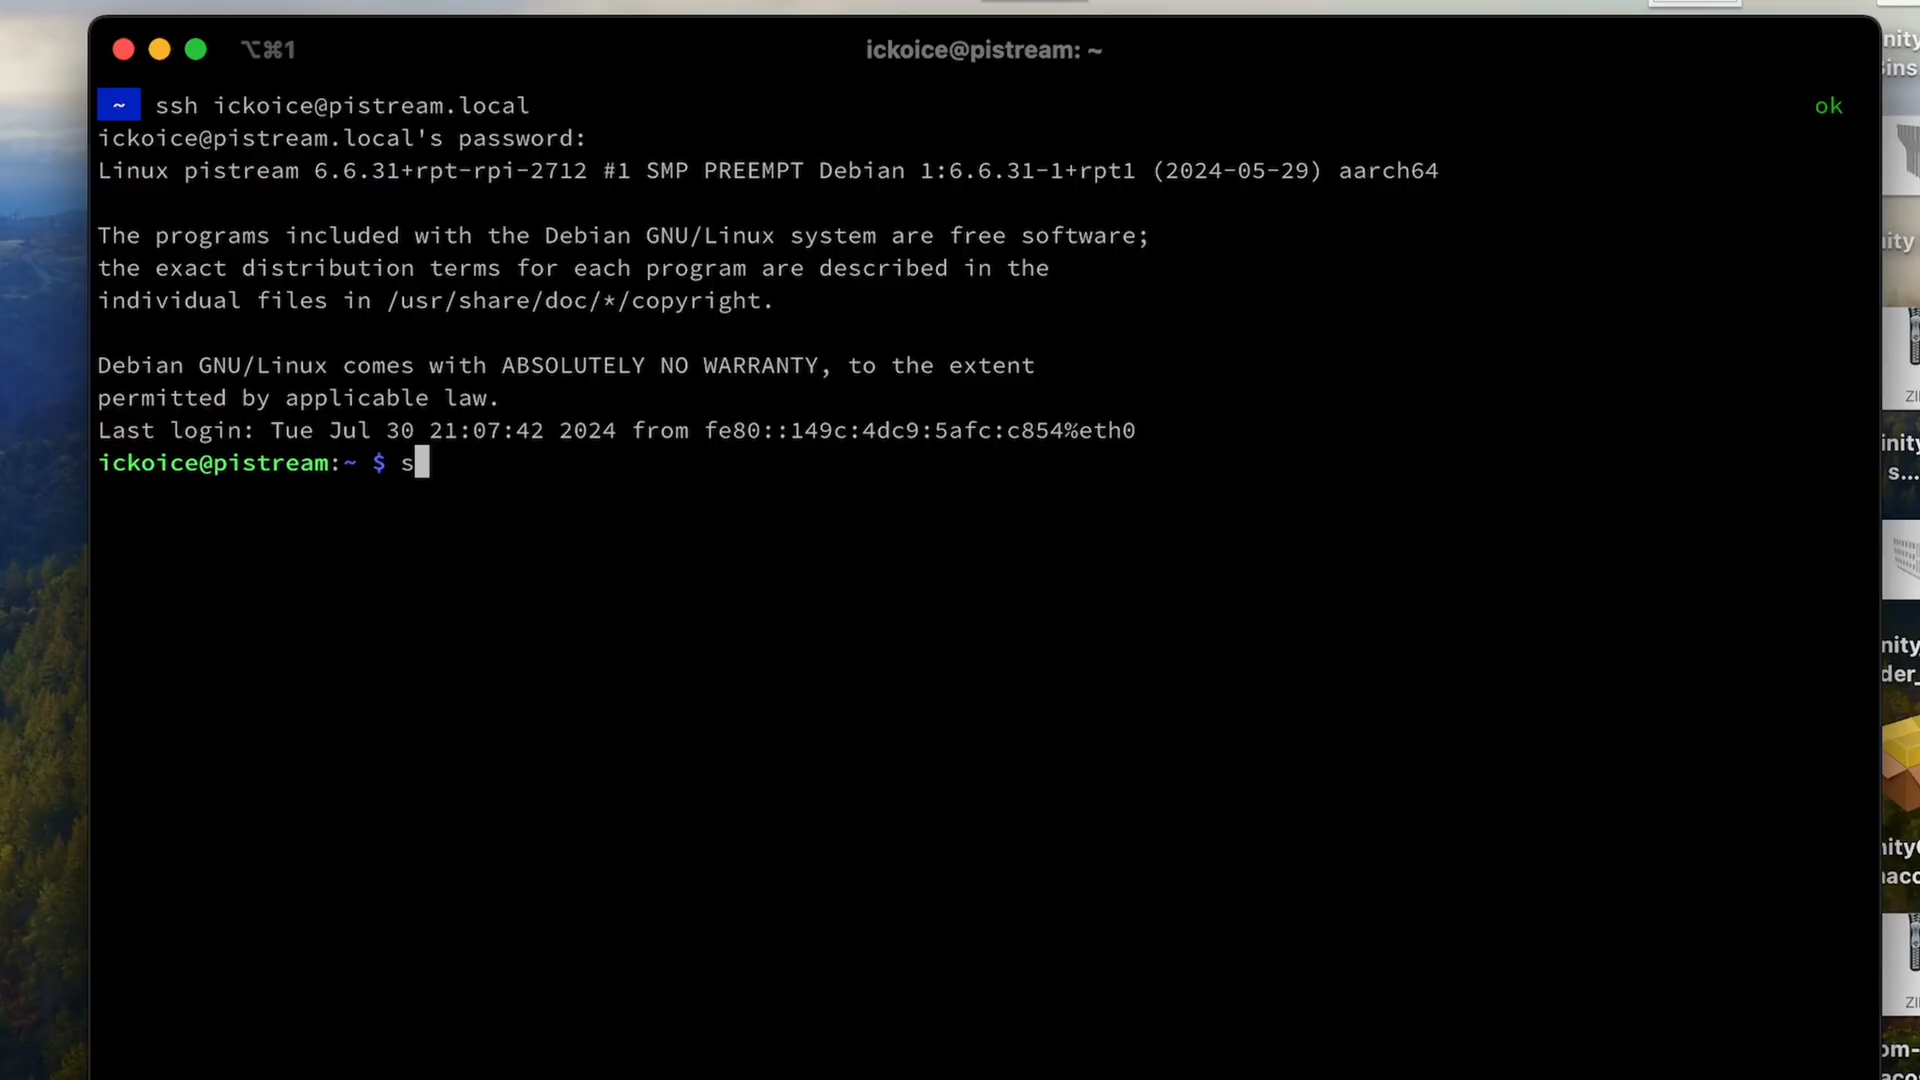 ⌥⌘1
ickoice@pistream: ~
~ ssh ickoice@pistream.local
ok
ickoice@pistream.local's password:
Linux pistream 6.6.31+rpt-rpi-2712 #1 SMP PREEMPT Debian 1:6.6.31-1+rpt1 (2024-05-29) aarch64
The programs included with the Debian GNU/Linux system are free software;
the exact distribution terms for each program are described in the
individual files in /usr/share/doc/*/copyright.
Debian GNU/Linux comes with ABSOLUTELY NO WARRANTY, to the extent
permitted by applicable law.
Last login: Tue Jul 30 21:07:42 2024 from fe80::149c:4dc9:5afc:c854%eth0
ickoice@pistream:~ $ s